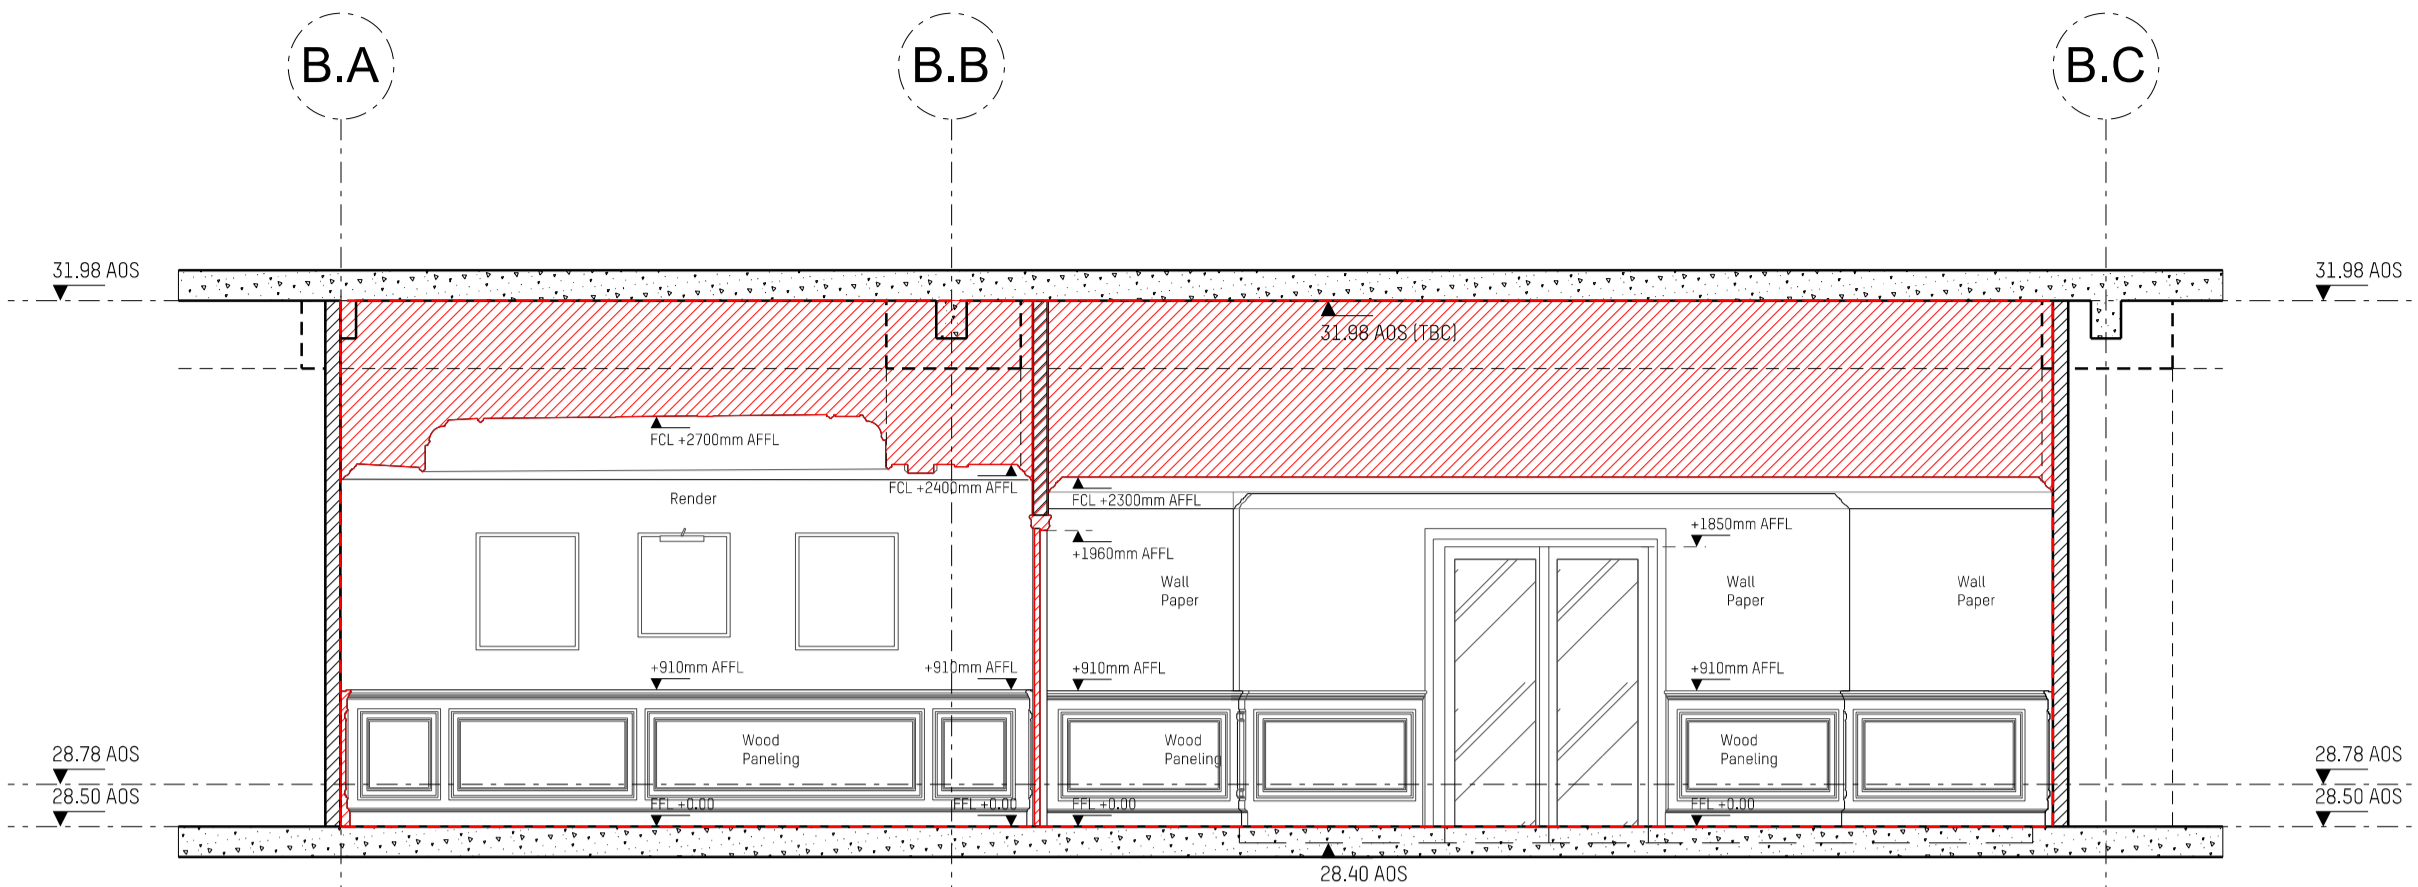 B.A
B.B
B.C
31.98 AOS
31.98 AOS
31.98 AOS (TBC)
FCL +2700mm AFFL
FCL +2400mm AFFL
Render
FCL +2300mm AFFL
+1850mm AFFL
+1960mm AFFL
Wall
Paper
Wall
Paper
Wall
Paper
+910mm AFFL
+910mm AFFL
+910mm AFFL
+910mm AFFL
Wood
Paneling
Wood
Paneling
Wood
Paneling
28.78 AOS
28.78 AOS
28.50 AOS
28.50 AOS
FFL +0.00
FFL +0.00
FFL +0.00
FFL +0.00
28.40 AOS